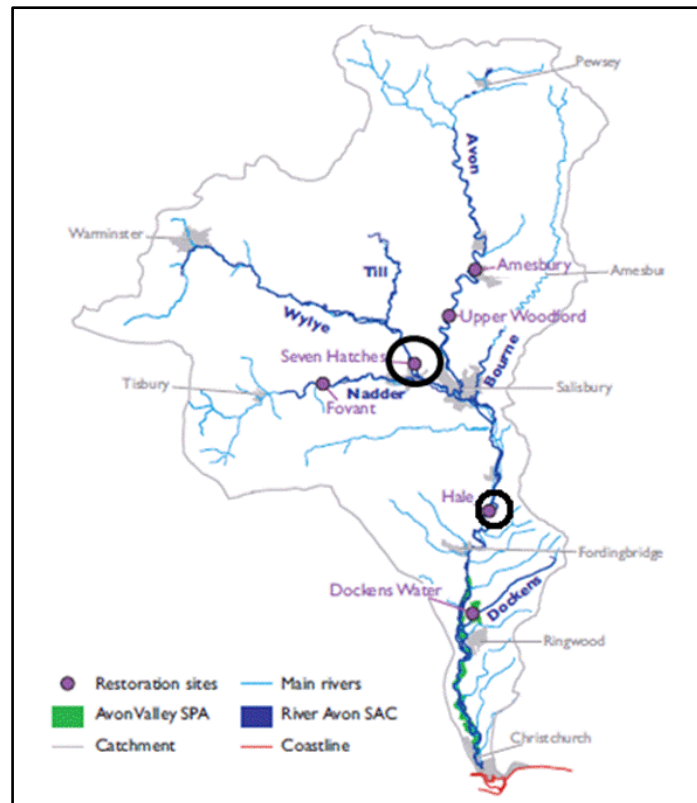 Pewsey
Avon
Warminster
Till
Amesbury
Amesbur
Wylye
Upper Woodford
Seven Hatches
Bourne
Tisbury
Nadder
Salisbury
Fovant
Hale
Fordingbridge
Dockens Water
Dockens
Ringwood
Restoration sites
Main rivers
Avon Valley SPA
River Avon SAC
Christchurch
Catchment
Coastline